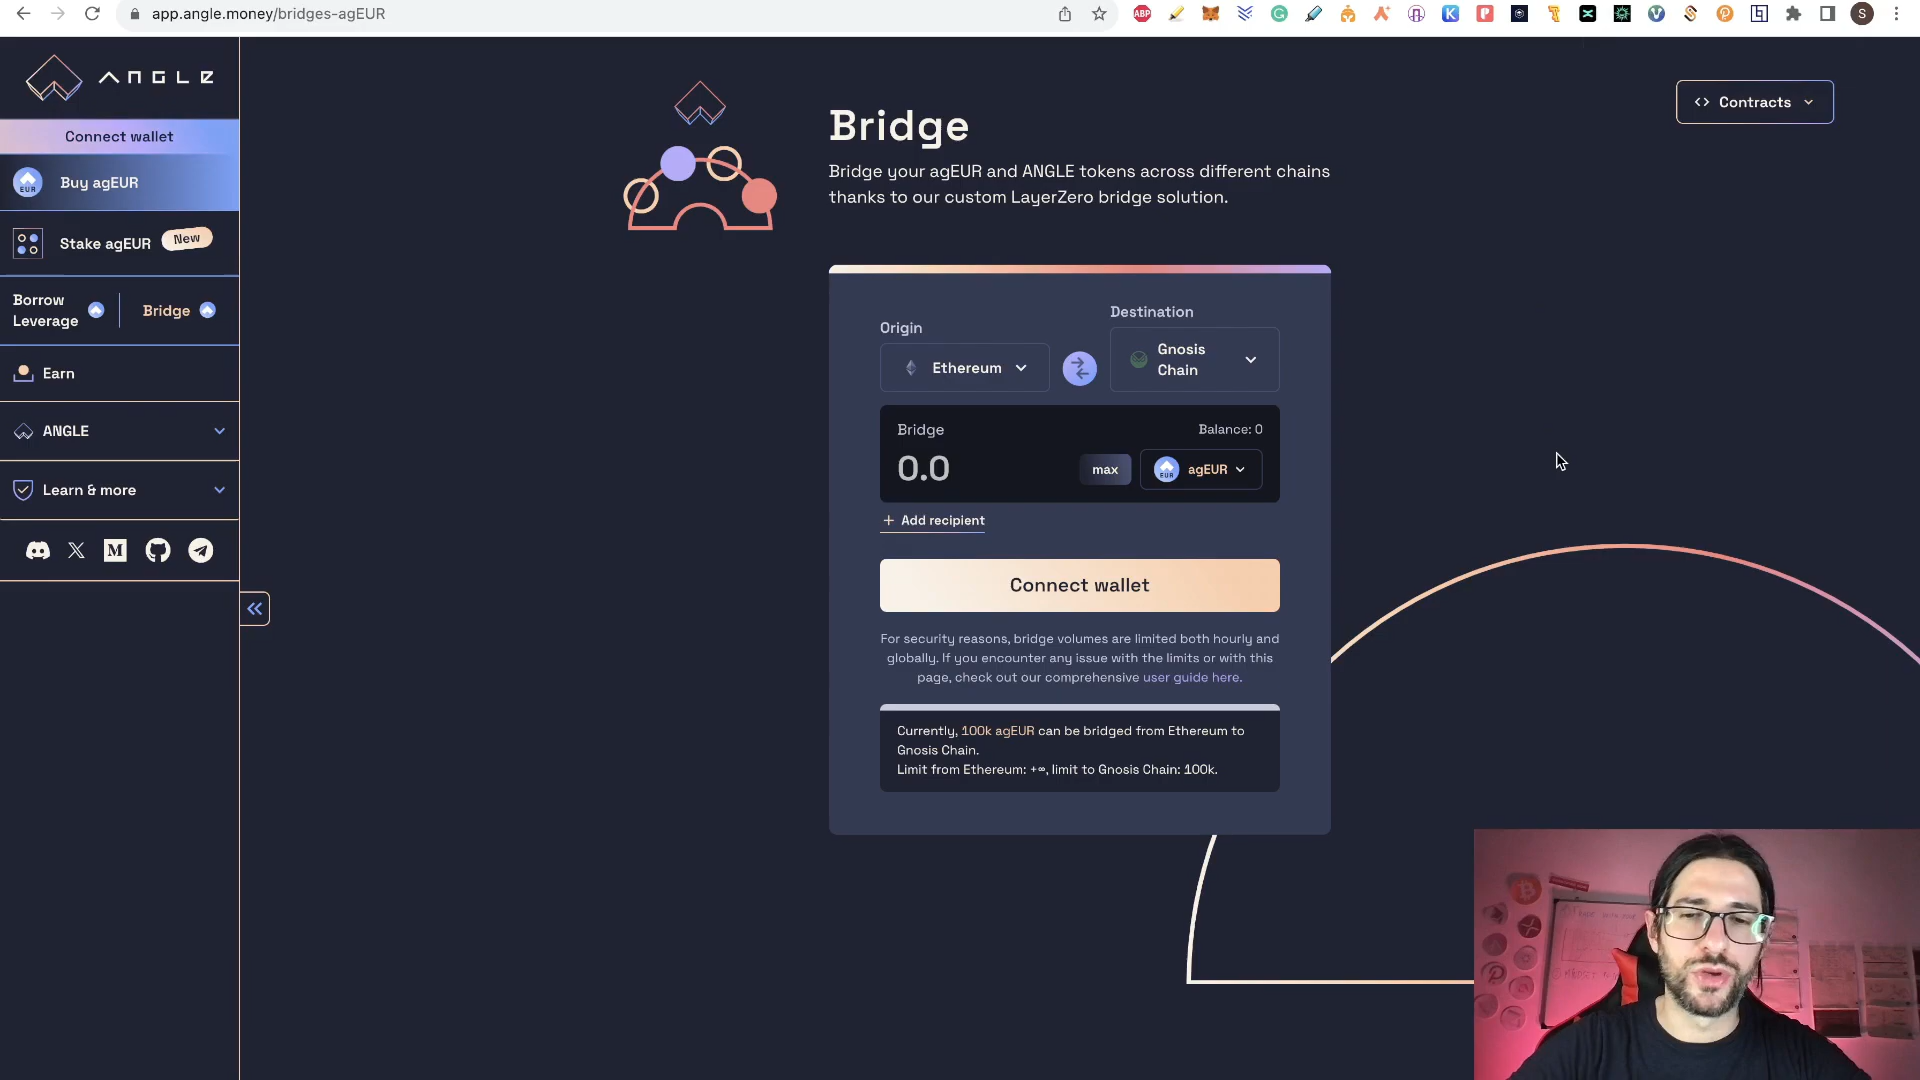 app.angle.money/bridges-agEUR
ABP
S
ANGLE
Connect wallet
EUR
Buy agEUR
Stake agEUR
New
Borrow
Leverage
Bridge
Earn
ANGLE
Learn & more
Contracts
Bridge
Bridge your agEUR and ANGLE tokens across different chains
thanks to our custom LayerZero bridge solution.
Origin
Destination
Ethereum
Gnosis
Chain
Bridge
Balance: 0
0.0
max
EUR
agEUR
+ Add recipient
Connect wallet
For security reasons, bridge volumes are limited both hourly and
globally. If you encounter any issue with the limits or with this
page, check out our comprehensive user guide here.
Currently, 100k agEUR can be bridged from Ethereum to
Gnosis Chain.
Limit from Ethereum: +∞, limit to Gnosis Chain: 100k.